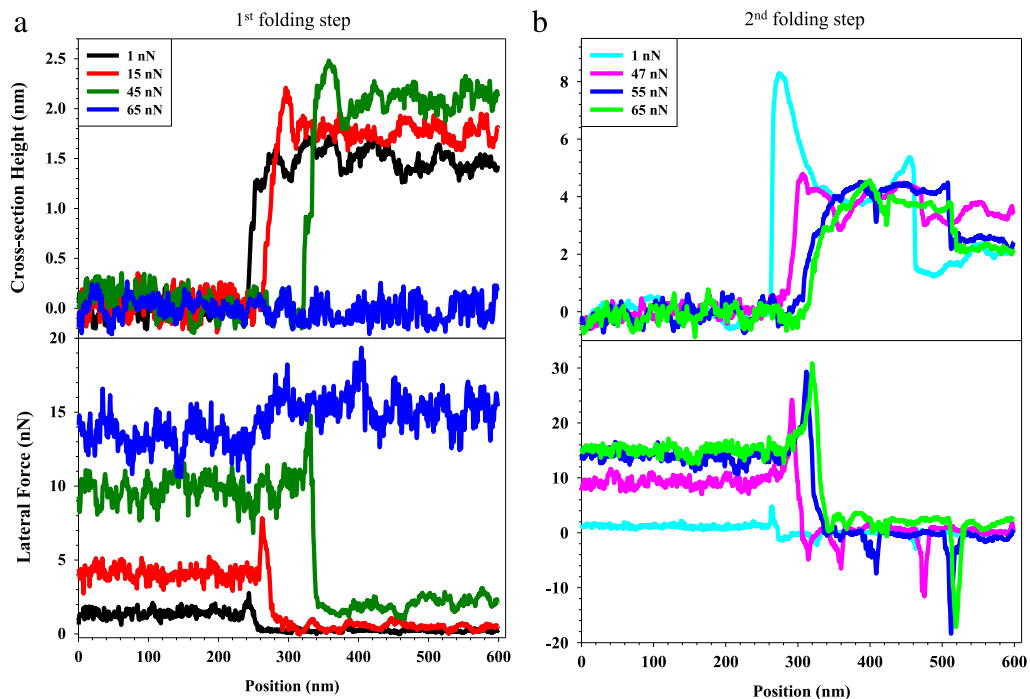 a
1st folding step
1 nN
15 nN
45 nN
65 nN
Cross-section Height (nm)
2.5
2.0
1.5
1.0
0.5
0.0
20
15
10
5
0
Lateral Force (nN)
0 100 200 300 400 500 600
Position (nm)
b
2nd folding step
1 nN
47 nN
55 nN
65 nN
8
6
4
2
0
30
20
10
0
-10
-20
0 100 200 300 400 500 600
Position (nm)